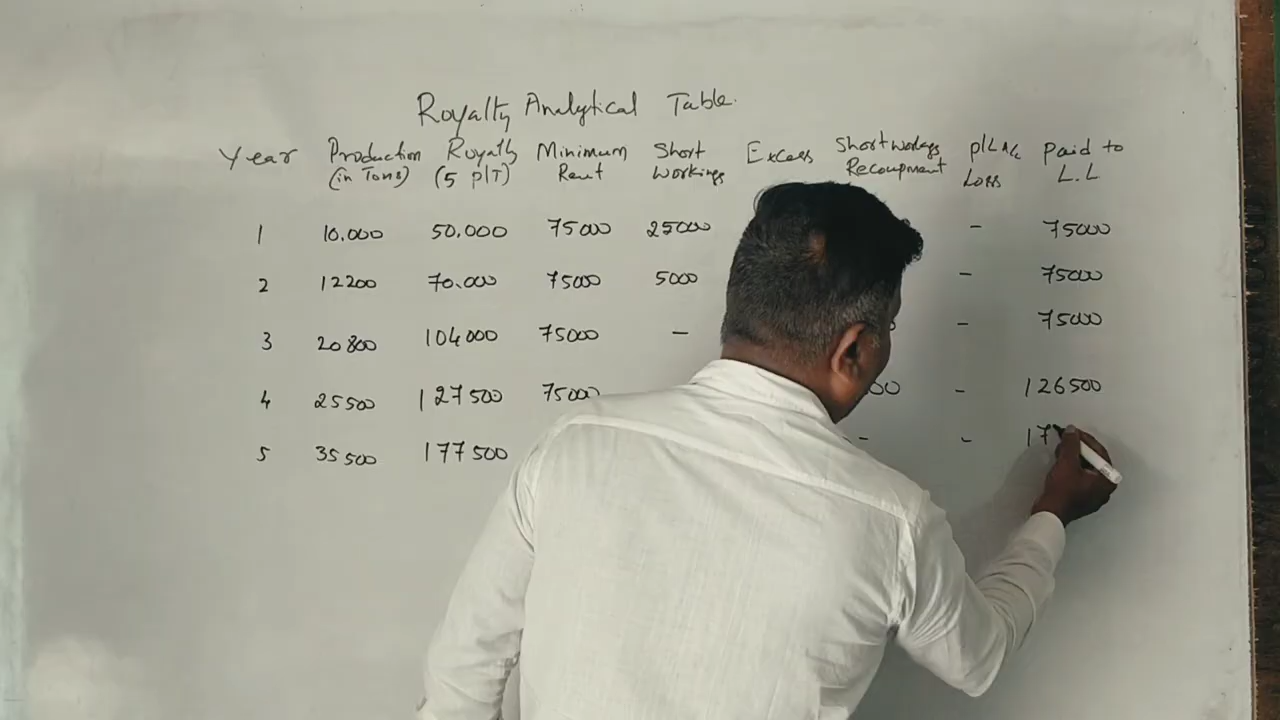 Royalty Analytical Table.
Year Production (in Tons) Royalty (5 P/T) Minimum Rent Short Workings Excess Shortworkings Recoupment P/L A/c Loss Paid to L.L
1 10.000 50.000 75000 25000 - 75000
2 12200 70.000 75000 5000 - 75000
3 20800 104000 75000 - - 75000
4 25500 127500 75000 - 126500
5 35500 177500 - - 17